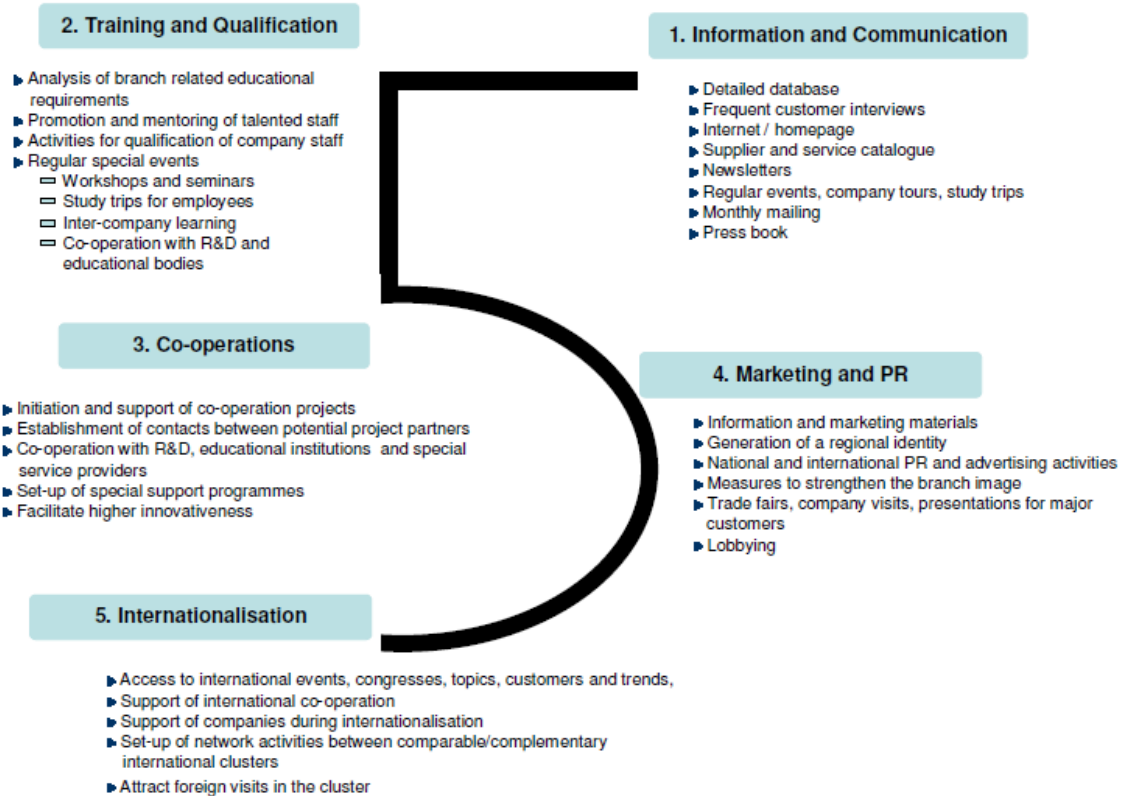 1. Information and Communication
Detailed database
Frequent customer interviews
Internet / homepage
Supplier and service catalogue
Newsletters
Regular events, company tours, study trips
Monthly mailing
Press book
2. Training and Qualification
Analysis of branch related educational
requirements
Promotion and mentoring of talented staff
Activities for qualification of company staff
Regular special events
Workshops and seminars
Study trips for employees
Inter-company learning
Co-operation with R&D and
educational bodies
3. Co-operations
Initiation and support of co-operation projects
Establishment of contacts between potential project partners
Co-operation with R&D, educational institutions and special
service providers
Set-up of special support programmes
Facilitate higher innovativeness
4. Marketing and PR
Information and marketing materials
Generation of a regional identity
National and international PR and advertising activities
Measures to strengthen the branch image
Trade fairs, company visits, presentations for major
customers
Lobbying
5. Internationalisation
Access to international events, congresses, topics, customers and trends,
Support of international co-operation
Support of companies during internationalisation
Set-up of network activities between comparable/complementary
international clusters
Attract foreign visits in the cluster